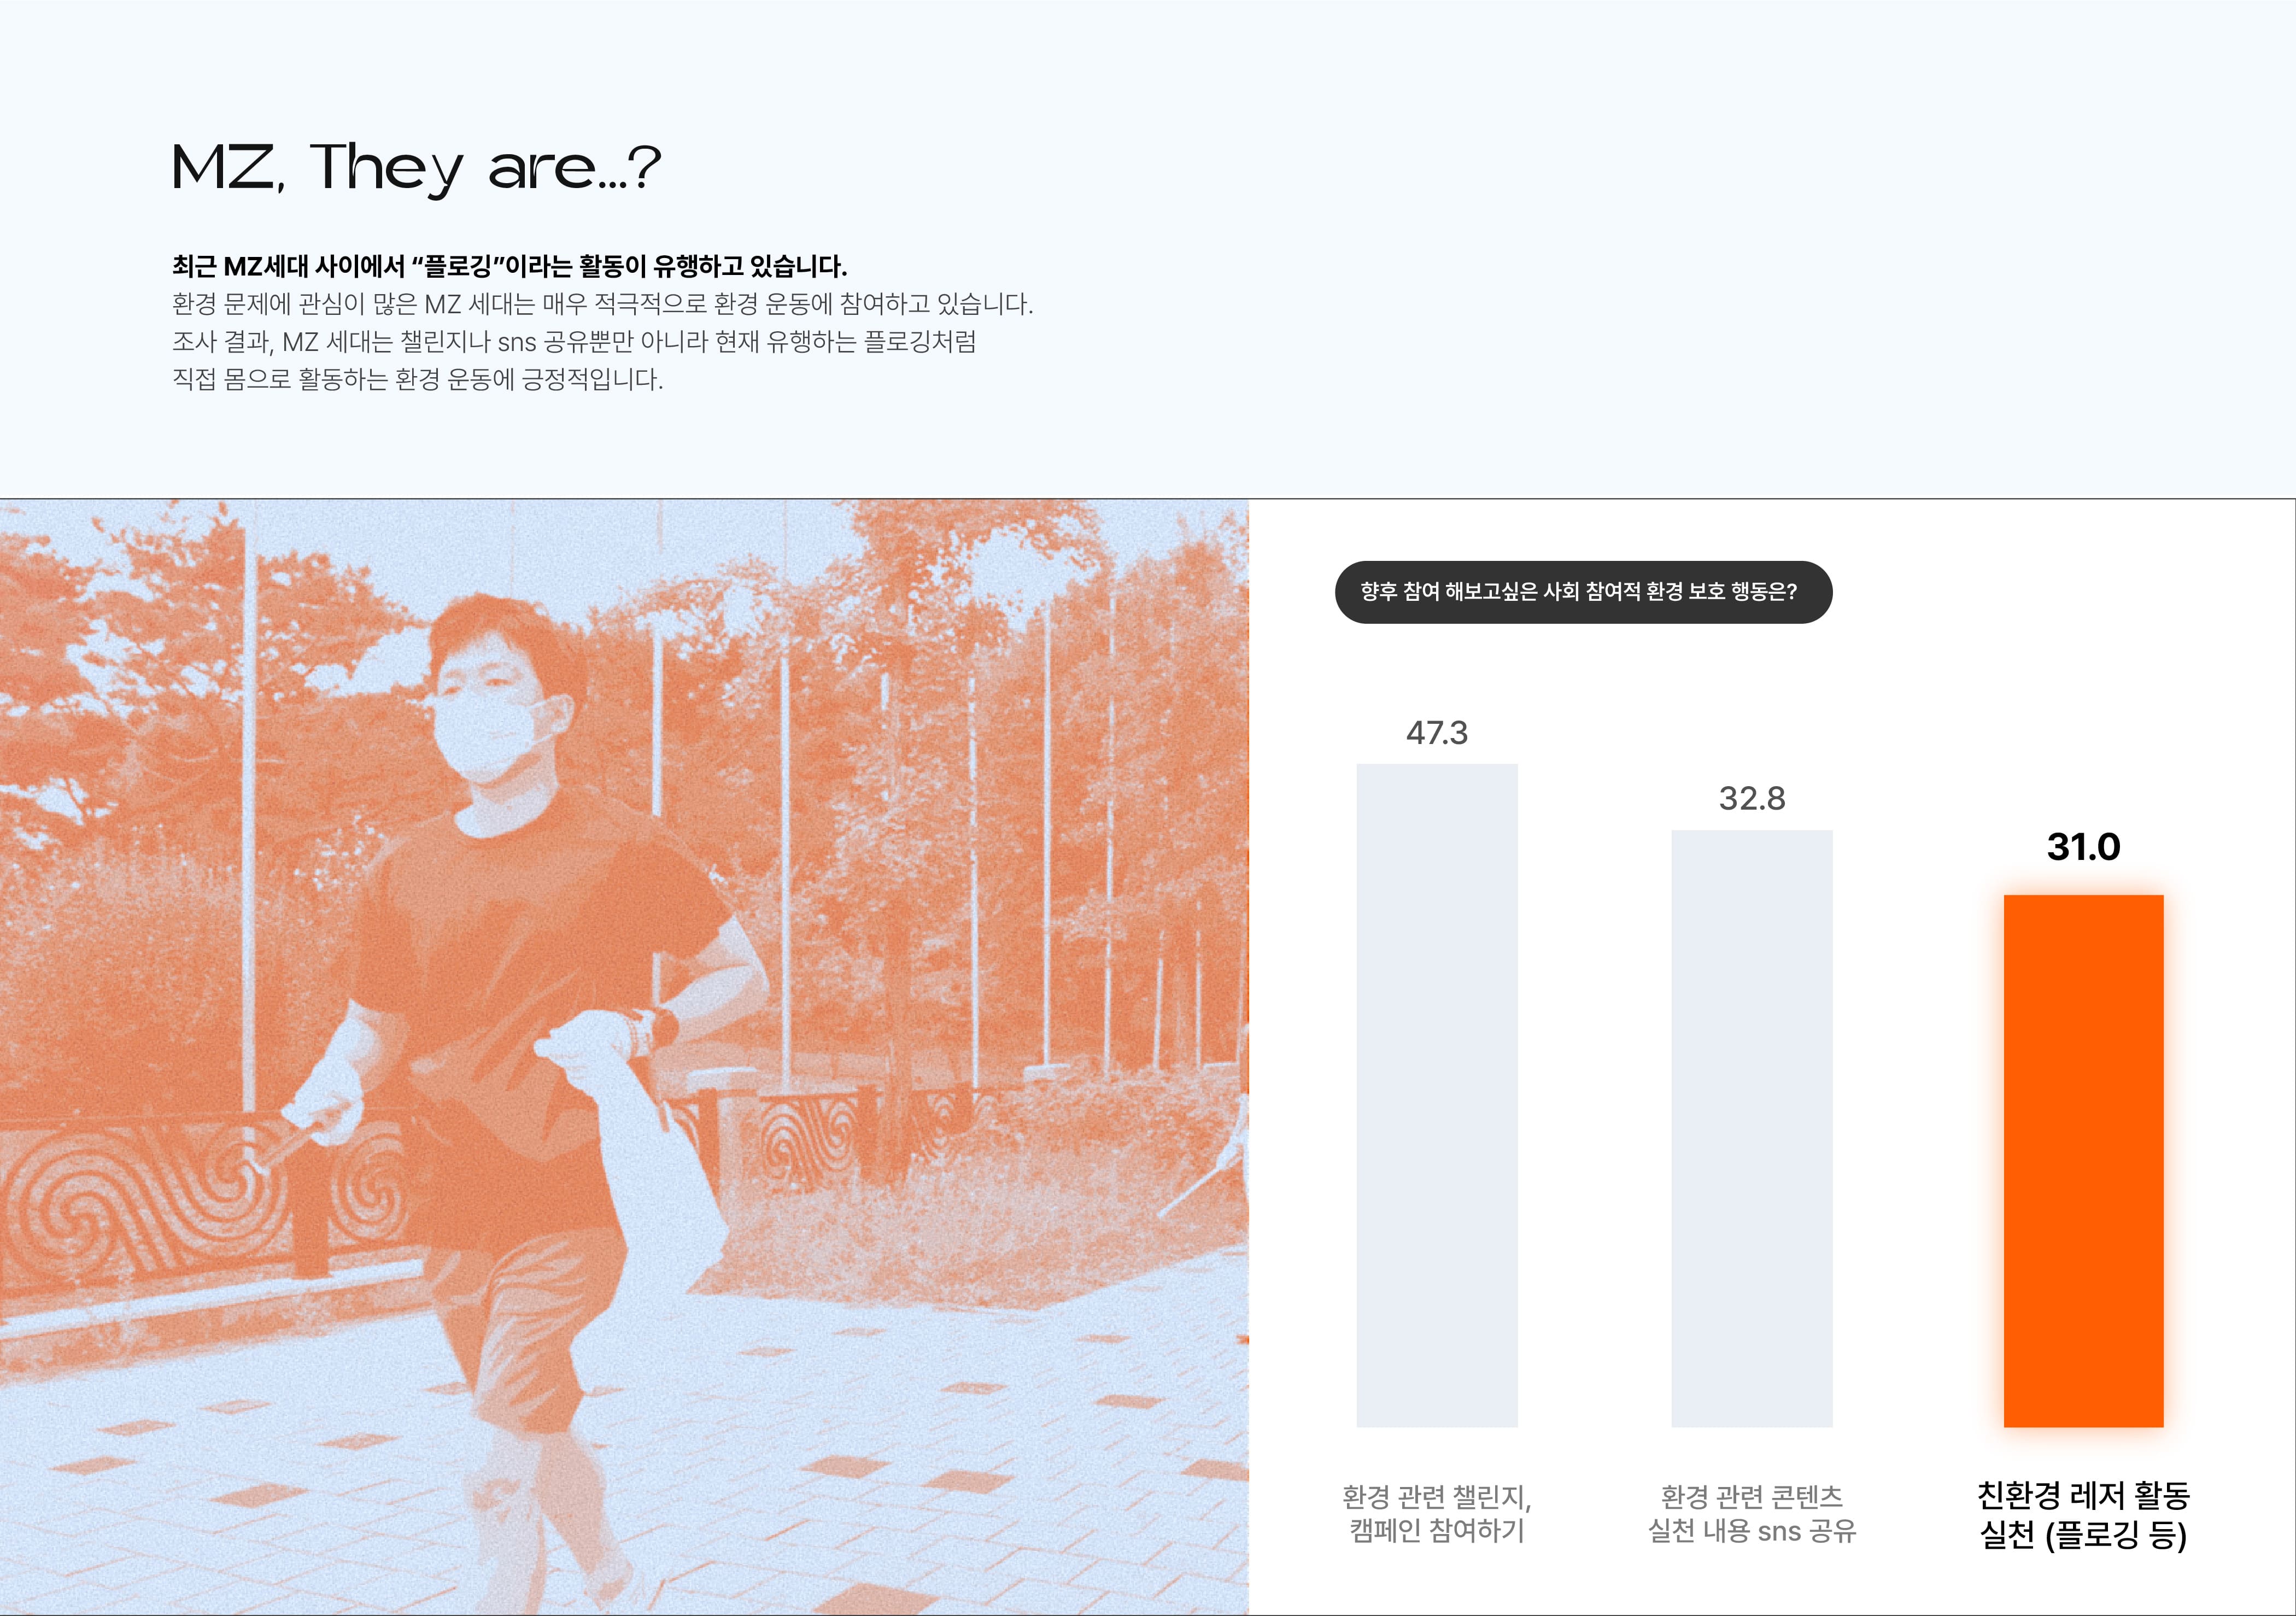 MZ, They are...?
최근 MZ세대 사이에서 “플로깅”이라는 활동이 유행하고 있습니다.
환경 문제에 관심이 많은 MZ 세대는 매우 적극적으로 환경 운동에 참여하고 있습니다.
조사 결과, MZ 세대는 챌린지나 sns 공유뿐만 아니라 현재 유행하는 플로깅처럼
직접 몸으로 활동하는 환경 운동에 긍정적입니다.
향후 참여 해보고싶은 사회 참여적 환경 보호 행동은?
47.3
32.8
31.0
환경 관련 챌린지,
캠페인 참여하기
환경 관련 콘텐츠
실천 내용 sns 공유
친환경 레저 활동
실천 (플로깅 등)